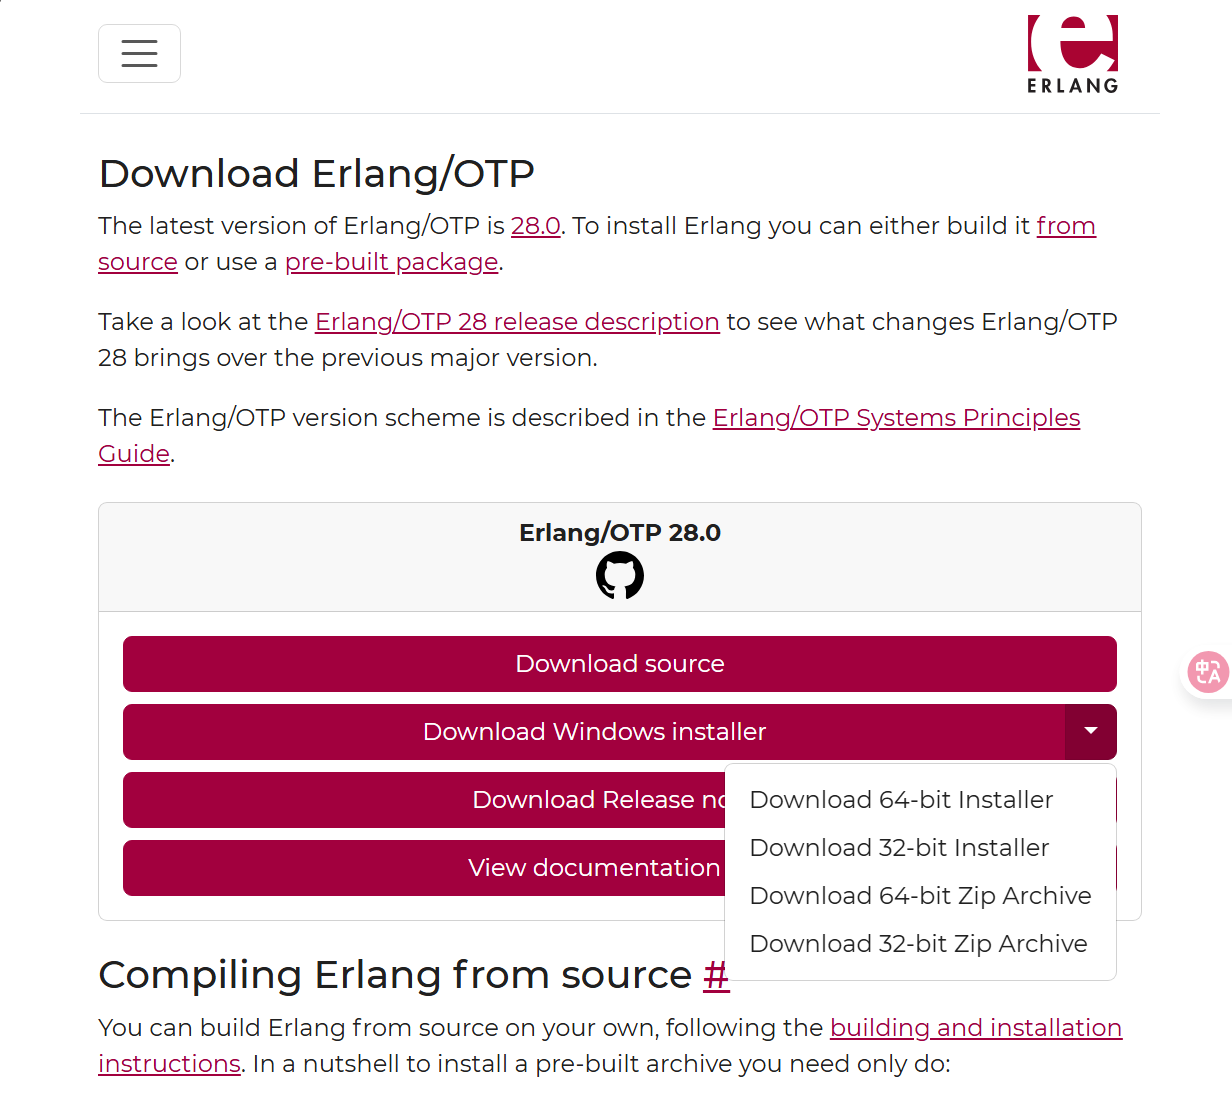 ERLANG
Download Erlang/OTP
The latest version of Erlang/OTP is 28.0. To install Erlang you can either build it from
source or use a pre-built package.
Take a look at the Erlang/OTP 28 release description to see what changes Erlang/OTP
28 brings over the previous major version.
The Erlang/OTP version scheme is described in the Erlang/OTP Systems Principles
Guide.
Erlang/OTP 28.0
Download source
Download Windows installer
Download Release
View documentation
Download 64-bit Installer
Download 32-bit Installer
Download 64-bit Zip Archive
Download 32-bit Zip Archive
Compiling Erlang from source #
You can build Erlang from source on your own, following the building and installation
instructions. In a nutshell to install a pre-built archive you need only do:
中A